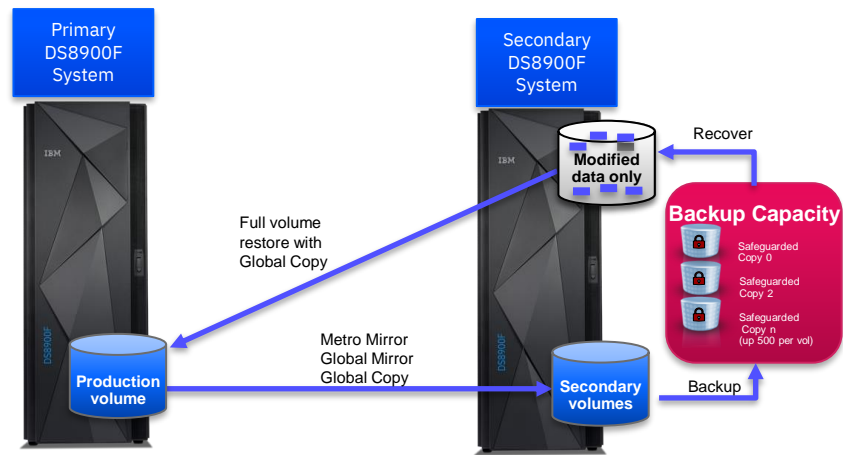 Primary
DS8900F
System
Secondary
DS8900F
System
IBM
IBM
Modified
data only
Recover
Backup Capacity
Safeguarded
Copy 0
Safeguarded
Copy 2
Safeguarded
Copy n
(up 500 per vol)
Full volume
restore with
Global Copy
DS8900F
DS8900F
Metro Mirror
Global Mirror
Global Copy
Production
volume
Secondary
volumes
Backup